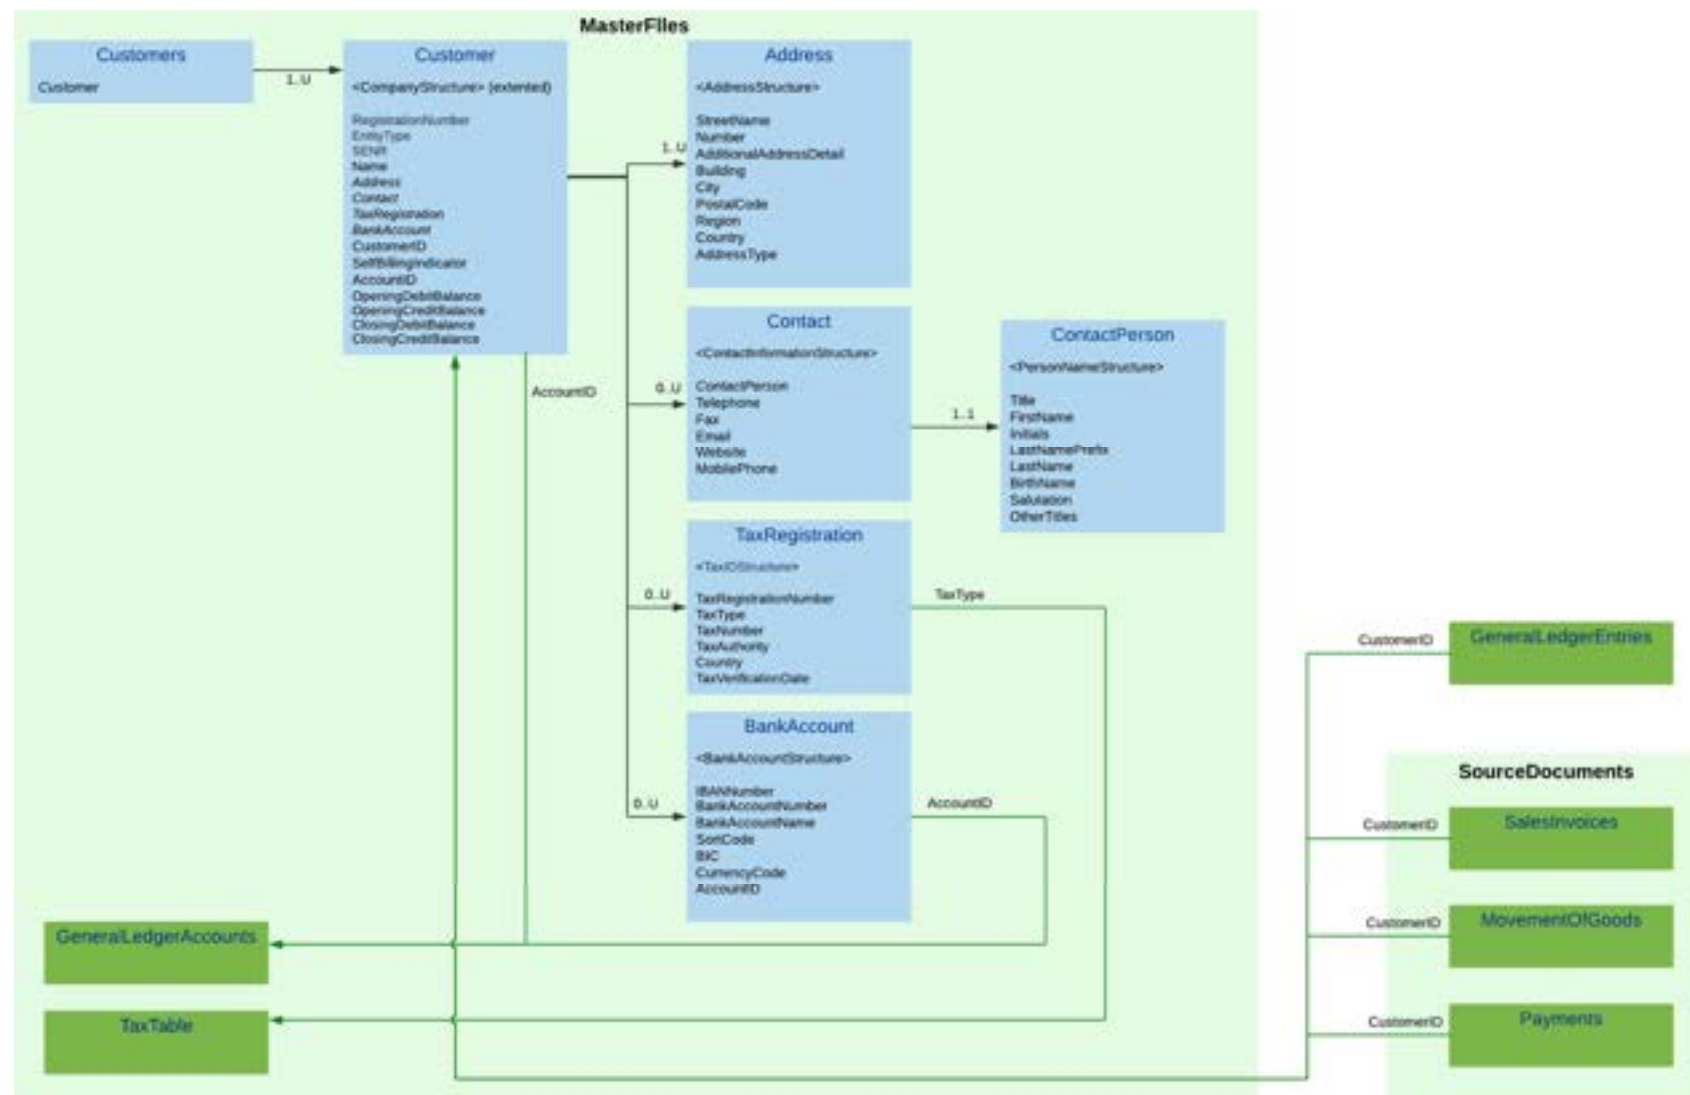 MasterFIles
Customers
Customer
1..U
Customer
<CompanyStructure> (extented)
RegistrationNumber
EntityType
SENR
Name
Address
Contact
TaxRegistration
BankAccount
CustomerID
SelfBillingIndicator
AccountID
OpeningDebitBalance
OpeningCreditBalance
ClosingDebitBalance
ClosingCreditBalance
AccountID
1..U
Address
<AddressStructure>
StreetName
Number
AdditionalAddressDetail
Building
City
PostalCode
Region
Country
AddressType
0..U
Contact
<ContactInformationStructure>
ContactPerson
Telephone
Fax
Email
Website
MobilePhone
1..1
ContactPerson
<PersonNameStructure>
Title
FirstName
Initials
LastNamePrefix
LastName
BirthName
Salutation
OtherTitles
0..U
TaxRegistration
<TaxIDStructure>
TaxRegistrationNumber
TaxType
TaxNumber
TaxAuthority
Country
TaxVerificationDate
TaxType
0..U
BankAccount
<BankAccountStructure>
IBANNumber
BankAccountNumber
BankAccountName
SortCode
BIC
CurrencyCode
AccountID
AccountID
GeneralLedgerAccounts
TaxTable
CustomerID
GeneralLedgerEntries
SourceDocuments
CustomerID
SalesInvoices
CustomerID
MovementOfGoods
CustomerID
Payments